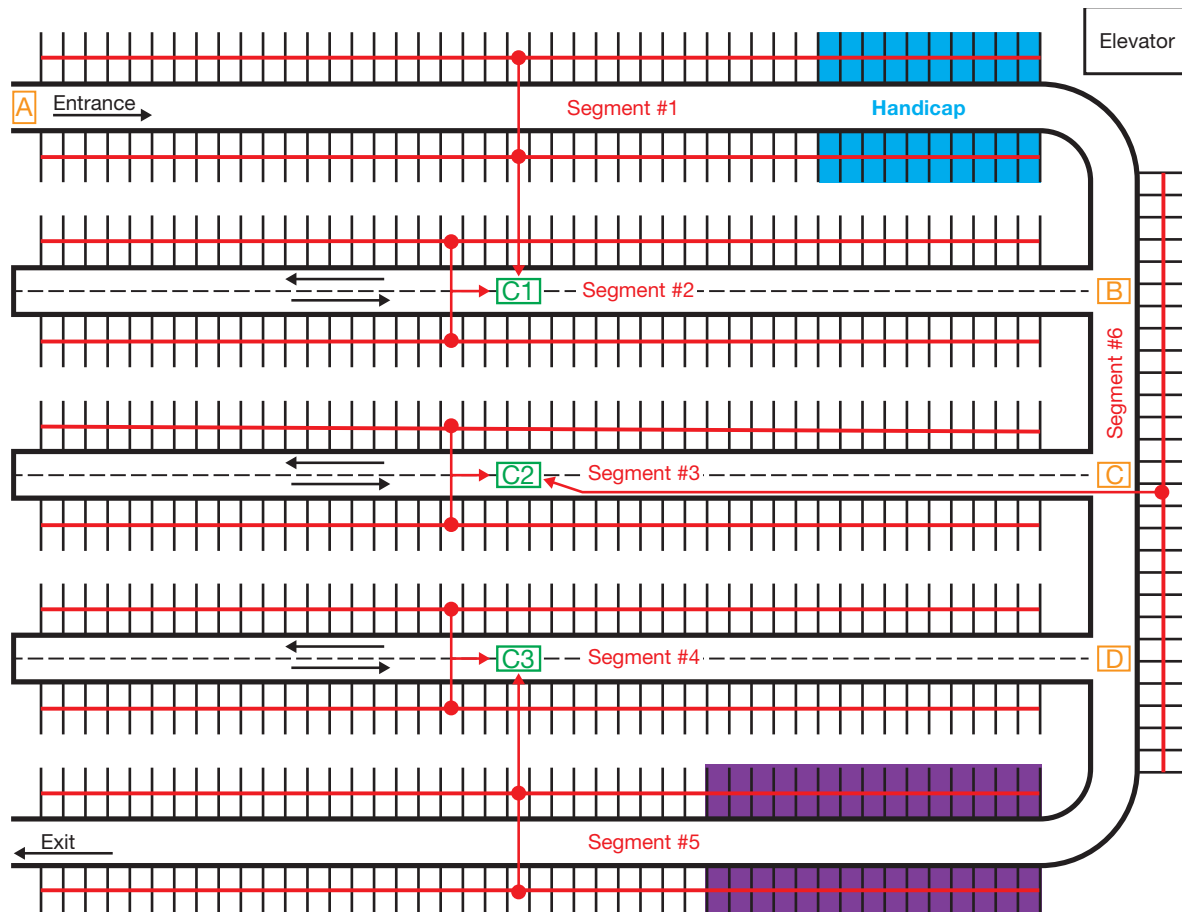 Elevator
A
Entrance
Segment #1
Handicap
C1
Segment #2
B
Segment #6
C2
Segment #3
C
C3
Segment #4
D
Exit
Segment #5